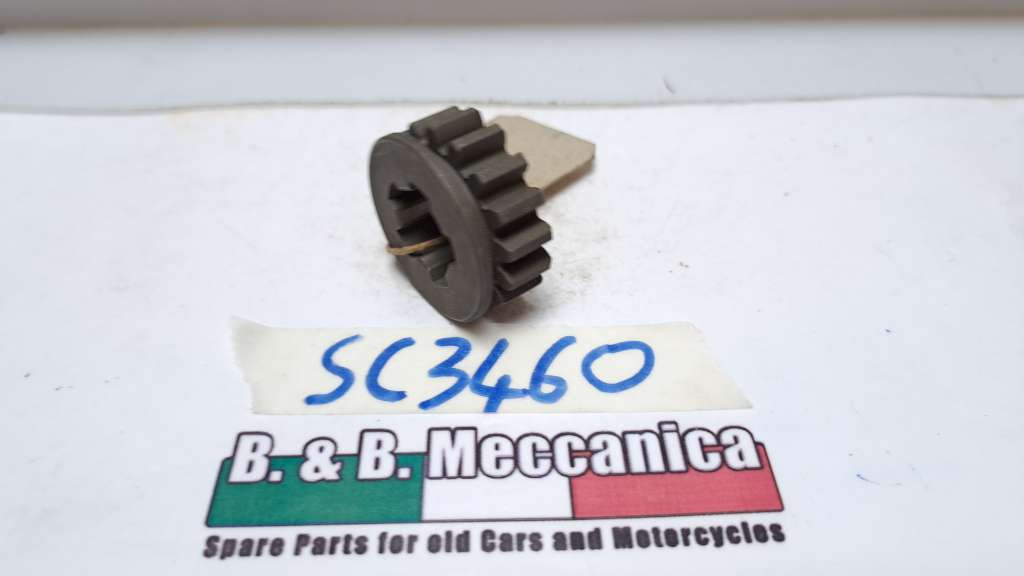 SC3460
B. & B. Meccanica
Spare Parts for old Cars and Motorcycles